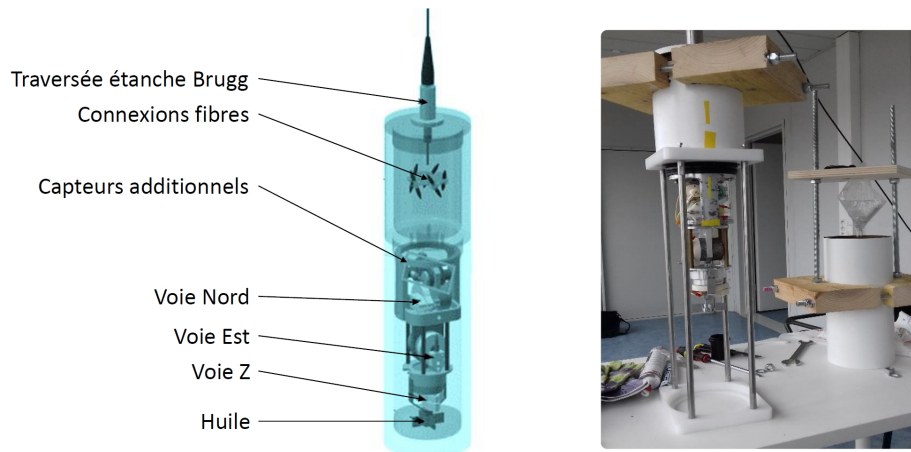 Traversée étanche Brugg
Connexions fibres
Capteurs additionnels
Voie Nord
Voie Est
Voie Z
Huile